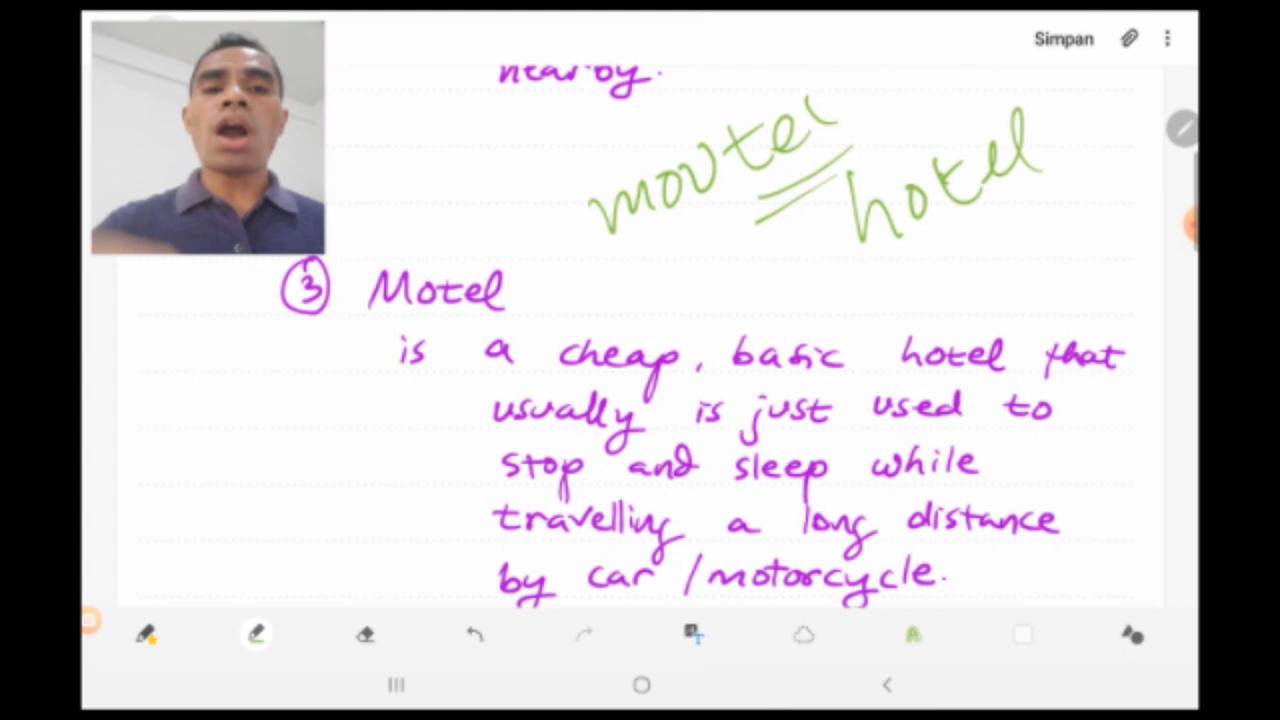 Simpan
nearby.
hotel
3 Motel
is a cheap, basic hotel that
usually is just used to
stop and sleep while
travelling a long distance
by car / motorcycle.